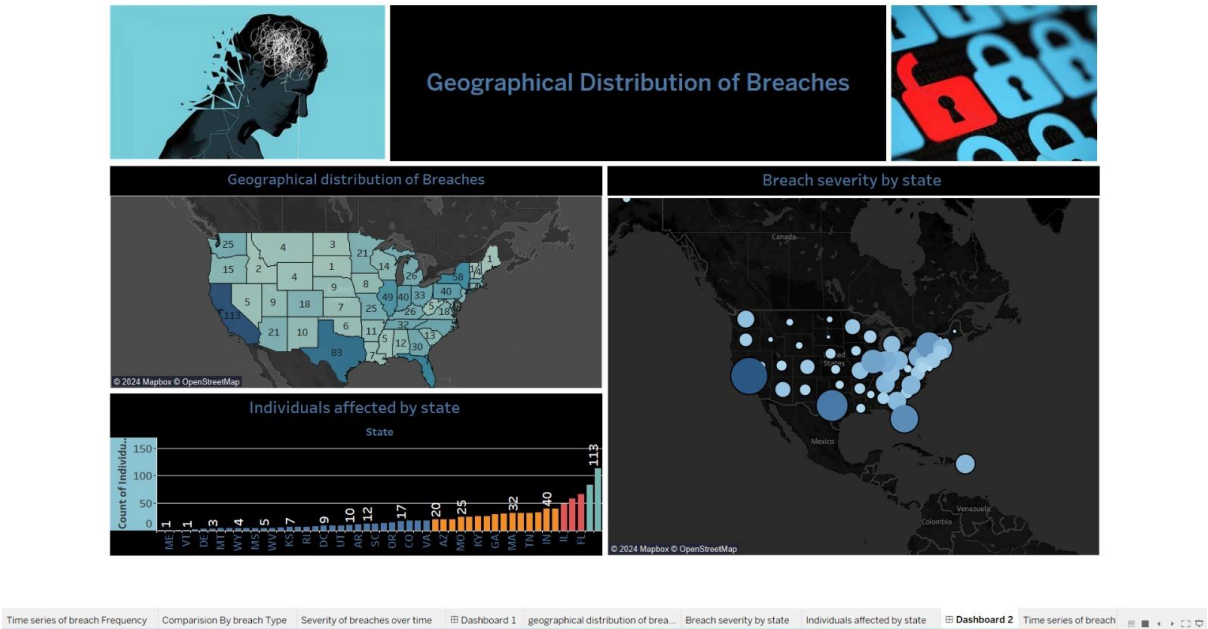 Geographical Distribution of Breaches
Geographical distribution of Breaches
25
4
3
21
1
15
2
4
1
14
26
58
1
4
8
9
5
9
18
49
40
33
40
7
25
26
5
18
113
21
10
6
11
32
13
83
5
12
30
7
© 2024 Mapbox © OpenStreetMap
Breach severity by state
Canada
United
States
Mexico
Venezuela
Colombia
© 2024 Mapbox © OpenStreetMap
Individuals affected by state
State
Count of Individu..
150
100
50
0
1 1 3 4 5 7 9 10 12 17 20 25 32 40 113
ME VT DE MT WY MS WV KS RI DC UT AR SC OR CO VA AZ MO KY GA MA TN IN IL FL
Time series of breach Frequency Comparision By breach Type Severity of breaches over time Dashboard 1 geographical distribution of brea... Breach severity by state Individuals affected by state Dashboard 2 Time series of breach